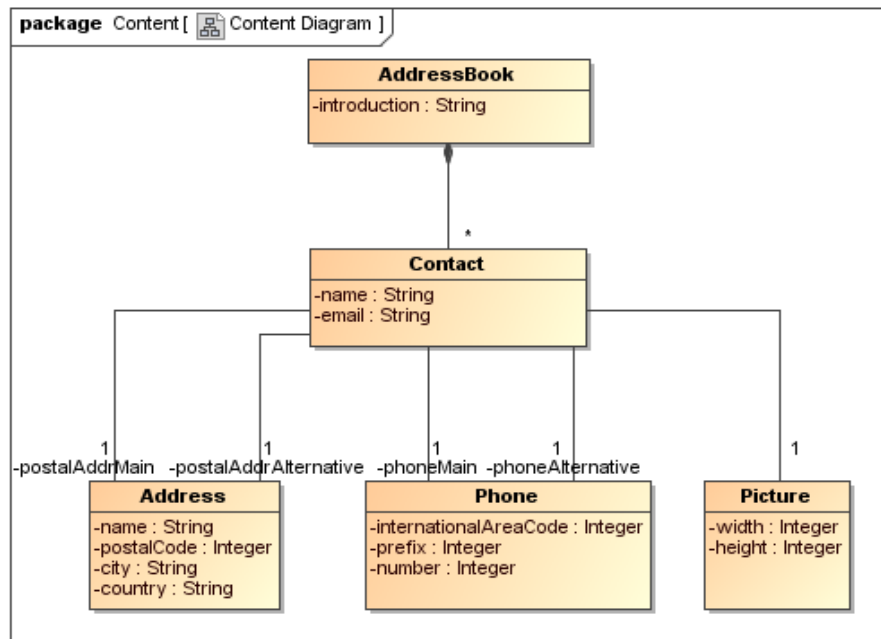 package Content [ Content Diagram ]
AddressBook
-introduction : String
*
Contact
-name : String
-email : String
1 1 1 1 1
-postalAddrMain -postalAddrAlternative -phoneMain -phoneAlternative
Address
-name : String
-postalCode : Integer
-city : String
-country : String
Phone
-internationalAreaCode : Integer
-prefix : Integer
-number : Integer
Picture
-width : Integer
-height : Integer